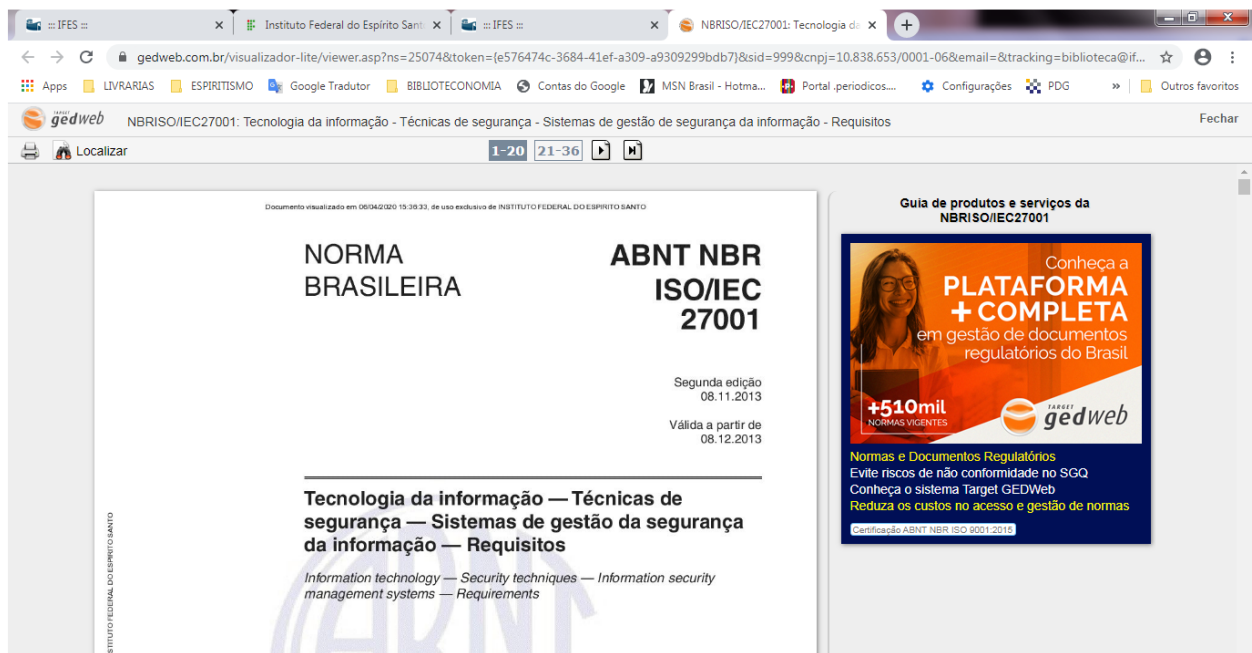 ::: IFES :::
Instituto Federal do Espírito Sant
::: IFES :::
NBRISO/IEC27001: Tecnologia da
gedweb.com.br/visualizador-lite/viewer.asp?ns=25074&token={e576474c-3684-41ef-a309-a9309299bdb7}&sid=999&cnpj=10.838.653/0001-06&email=&tracking=biblioteca@if...
Apps LIVRARIAS ESPIRITISMO Google Tradutor BIBLIOTECONOMIA Contas do Google MSN Brasil - Hotma... Portal .periodicos.... Configurações PDG » Outros favoritos
TARGET
gedweb NBRISO/IEC27001: Tecnologia da informação - Técnicas de segurança - Sistemas de gestão de segurança da informação - Requisitos Fechar
Localizar 1-20 21-36
Documento visualizado em 06/04/2020 15:36:33, de uso exclusivo de INSTITUTO FEDERAL DO ESPIRITO SANTO
NORMA
BRASILEIRA
ABNT NBR
ISO/IEC
27001
Segunda edição
08.11.2013
Válida a partir de
08.12.2013
Tecnologia da informação — Técnicas de
segurança — Sistemas de gestão da segurança
da informação — Requisitos
Information technology — Security techniques — Information security
management systems — Requirements
ABNT
STITUTO FEDERAL DO ESPIRITO SANTO
Guia de produtos e serviços da
NBRISO/IEC27001
Conheça a
PLATAFORMA
+ COMPLETA
em gestão de documentos
regulatórios do Brasil
+510mil
NORMAS VIGENTES
TARGET
gedweb
Normas e Documentos Regulatórios
Evite riscos de não conformidade no SGQ
Conheça o sistema Target GEDWeb
Reduza os custos no acesso e gestão de normas
Certificação ABNT NBR ISO 9001:2015